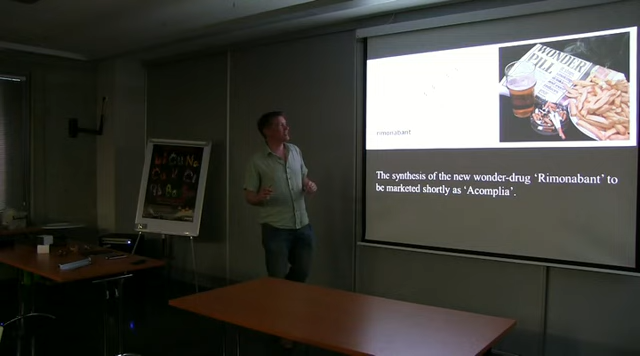 WONDER
PILL
rimonabant
The synthesis of the new wonder-drug ‘Rimonabant’ to
be marketed shortly as ‘Acomplia’.